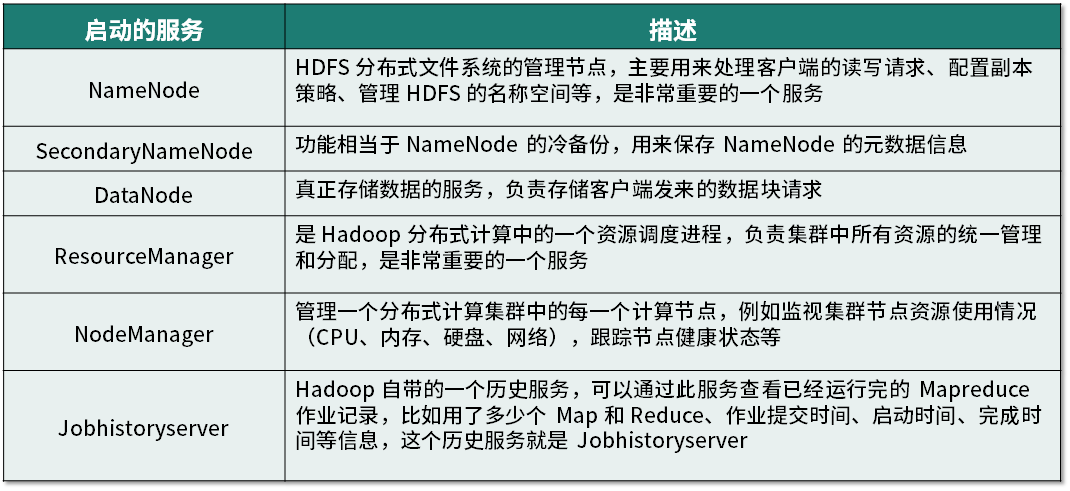 启动的服务 描述
NameNode
HDFS 分布式文件系统的管理节点，主要用来处理客户端的读写请求、配置副本
策略、管理 HDFS 的名称空间等，是非常重要的一个服务
SecondaryNameNode
功能相当于 NameNode 的冷备份，用来保存 NameNode 的元数据信息
DataNode
真正存储数据的服务，负责存储客户端发来的数据块请求
ResourceManager
是 Hadoop 分布式计算中的一个资源调度进程，负责集群中所有资源的统一管理
和分配，是非常重要的一个服务
NodeManager
管理一个分布式计算集群中的每一个计算节点，例如监视集群节点资源使用情况
（CPU、内存、硬盘、网络），跟踪节点健康状态等
Jobhistoryserver
Hadoop 自带的一个历史服务，可以通过此服务查看已经运行完的 Mapreduce
作业记录，比如用了多少个 Map 和 Reduce、作业提交时间、启动时间、完成时
间等信息，这个历史服务就是 Jobhistoryserver